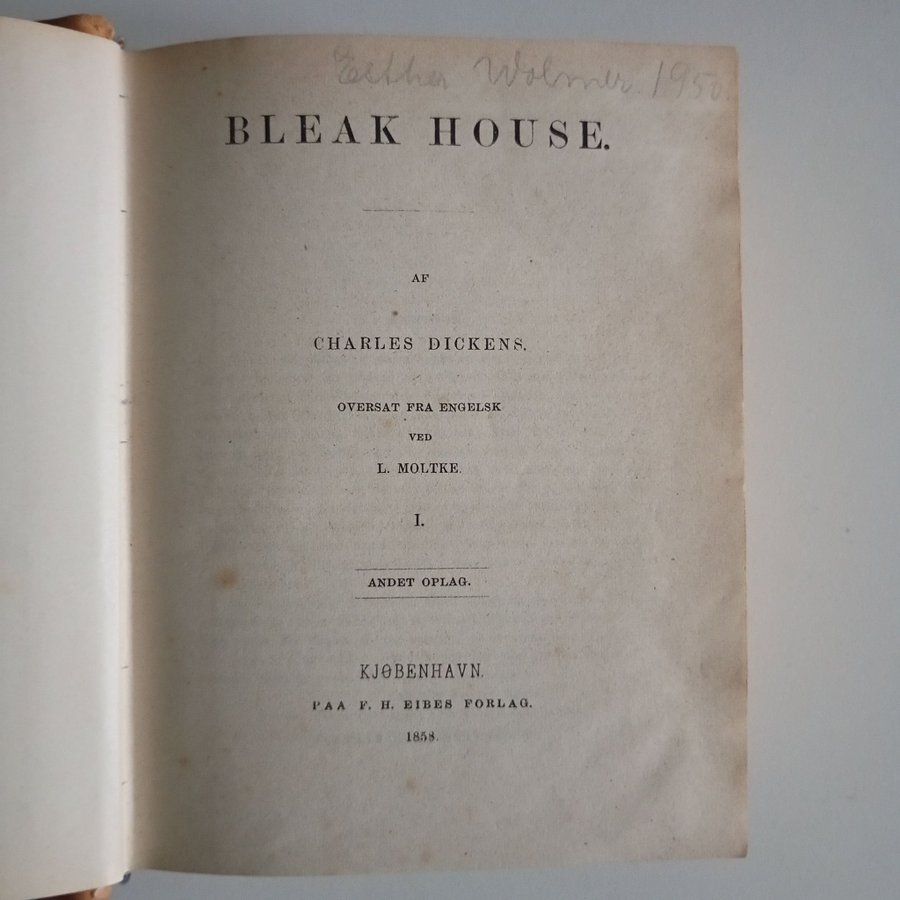 Esther Wolmer. 1950.
BLEAK HOUSE.
AF
CHARLES DICKENS.
OVERSAT FRA ENGELSK
VED
L. MOLTKE.
I.
ANDET OPLAG.
KJØBENHAVN.
PAA F. H. EIBES FORLAG.
1858.